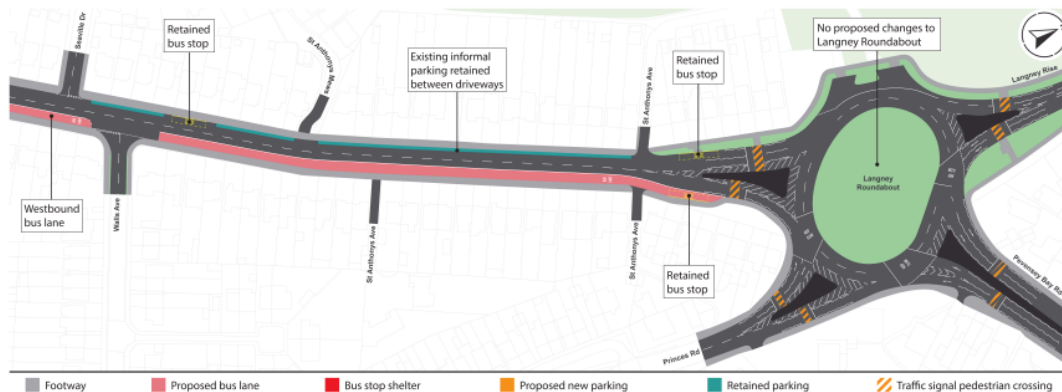 Seaville Dr
Retained
bus stop
St Anthonys Mews
Existing informal
parking retained
between driveways
St Anthonys Ave
Retained
bus stop
No proposed changes to
Langney Roundabout
Langney Rise
Langney
Roundabout
Westbound
bus lane
Walls Ave
St Anthonys Ave
St Anthonys Ave
Retained
bus stop
Princes Rd
Pevensey Bay Rd
Footway
Proposed bus lane
Bus stop shelter
Proposed new parking
Retained parking
Traffic signal pedestrian crossing